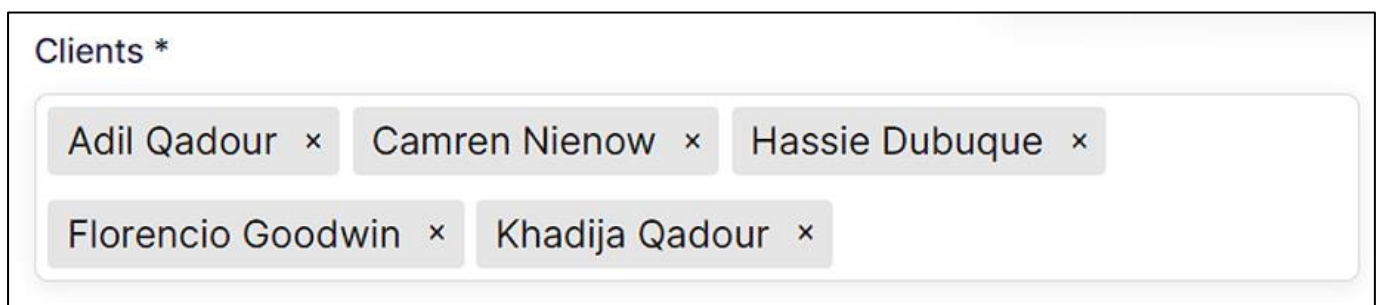 Clients *
Adil Qadour × Camren Nienow × Hassie Dubuque ×
Florencio Goodwin × Khadija Qadour ×